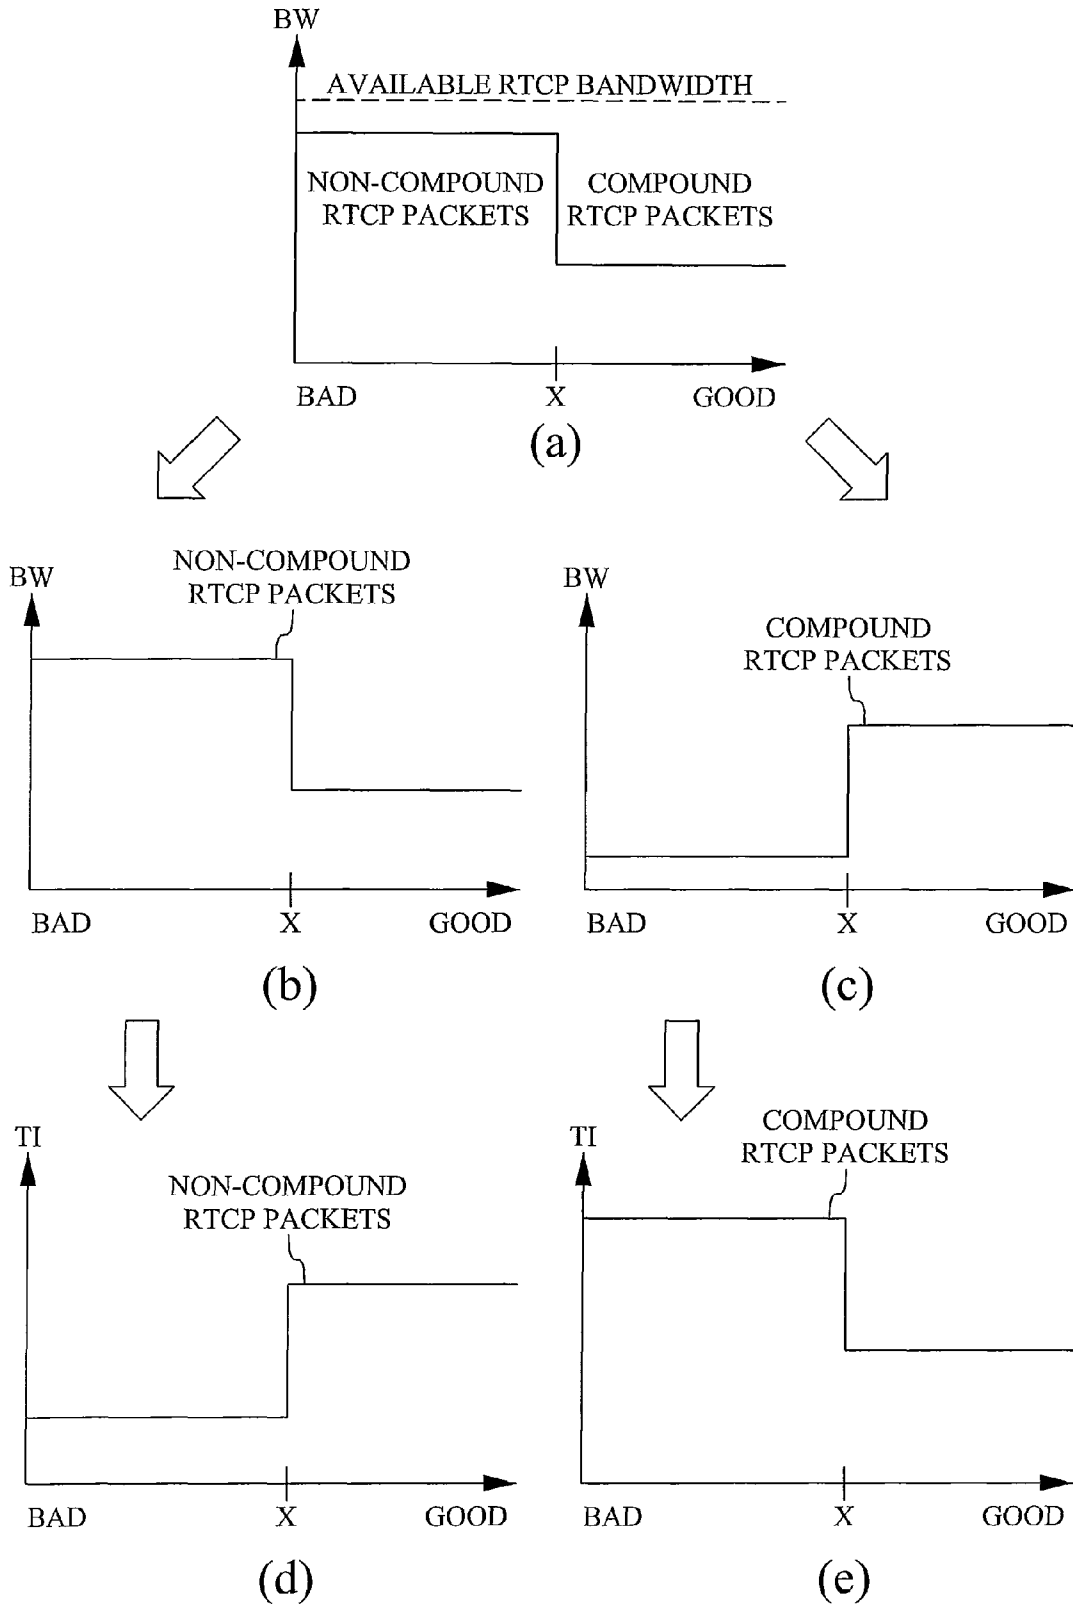 BW
AVAILABLE RTCP BANDWIDTH
NON-COMPOUND
RTCP PACKETS
COMPOUND
RTCP PACKETS
BAD
X
GOOD
(a)
BW
NON-COMPOUND
RTCP PACKETS
BAD
X
GOOD
(b)
BW
COMPOUND
RTCP PACKETS
BAD
X
GOOD
(c)
TI
NON-COMPOUND
RTCP PACKETS
BAD
X
GOOD
(d)
TI
COMPOUND
RTCP PACKETS
BAD
X
GOOD
(e)